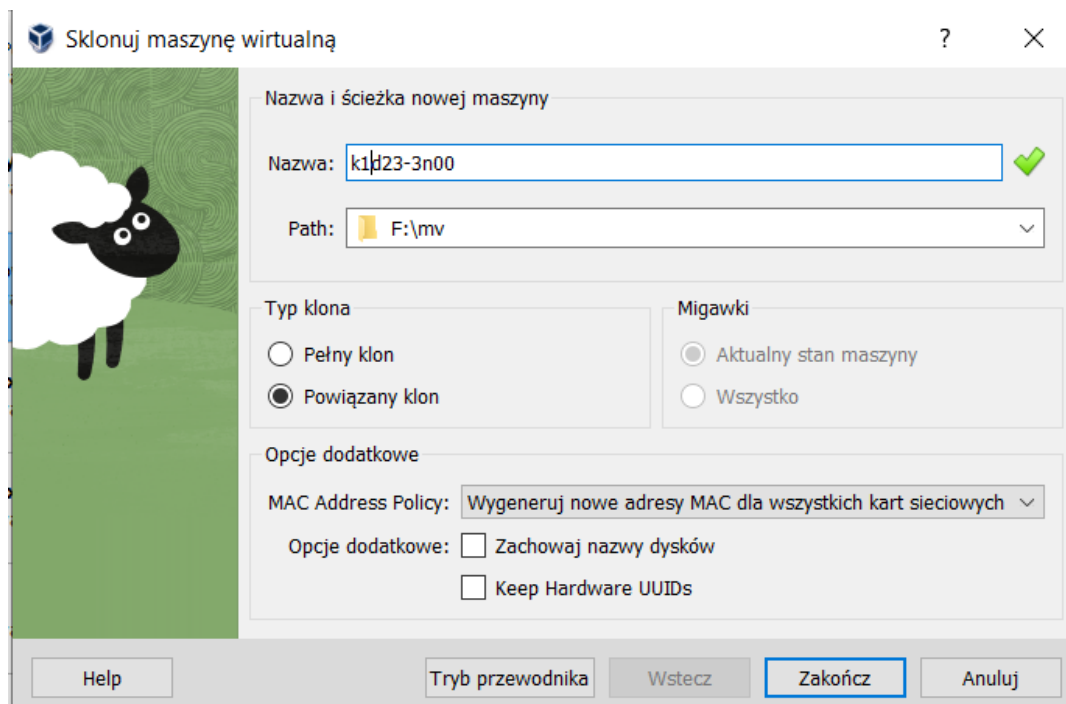 Sklonuj maszynę wirtualną
?
Nazwa i ścieżka nowej maszyny
Nazwa: k1d23-3n00
Path: F:\mv
Typ klona
Pełny klon
Powiązany klon
Migawki
Aktualny stan maszyny
Wszystko
Opcje dodatkowe
MAC Address Policy: Wygeneruj nowe adresy MAC dla wszystkich kart sieciowych
Opcje dodatkowe: Zachowaj nazwy dysków
Keep Hardware UUIDs
Help Tryb przewodnika Wstecz Zakończ Anuluj